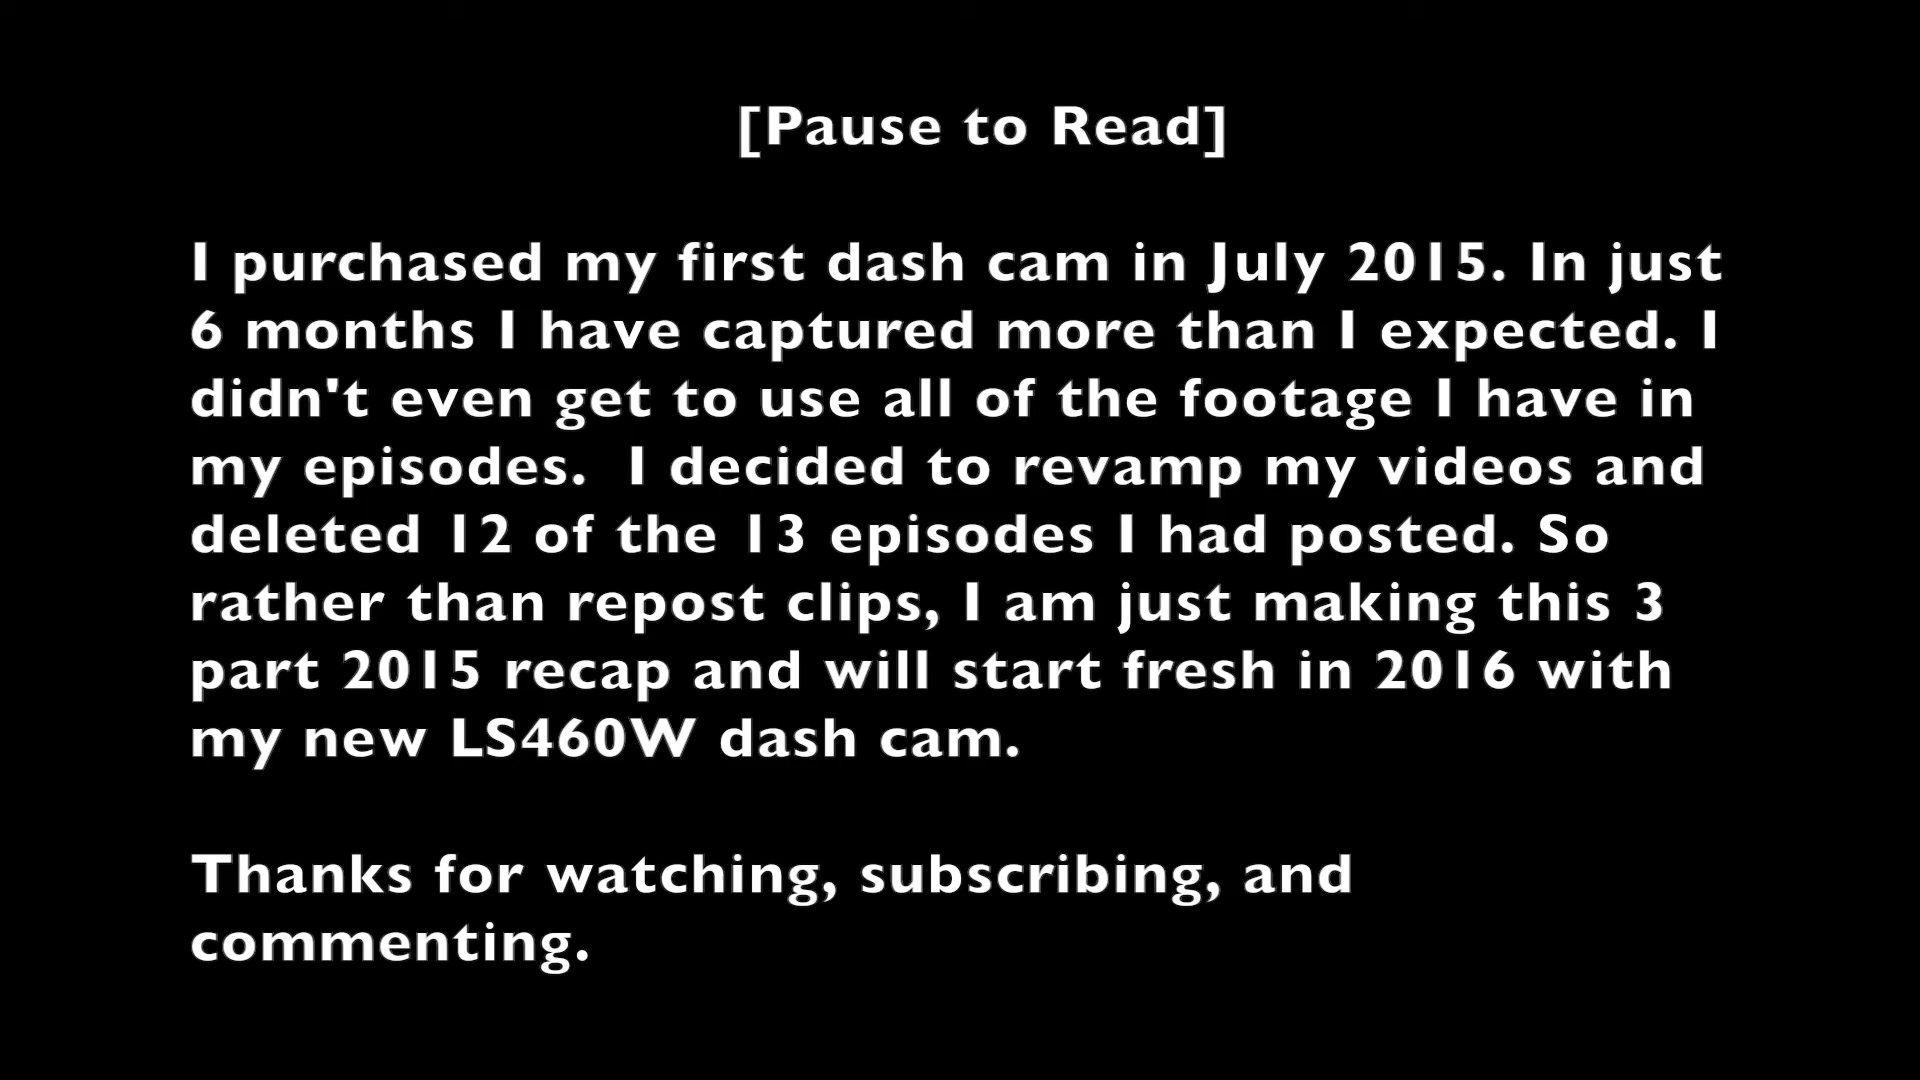 [Pause to Read]
I purchased my first dash cam in July 2015. In just
6 months I have captured more than I expected. I
didn't even get to use all of the footage I have in
my episodes.  I decided to revamp my videos and
deleted 12 of the 13 episodes I had posted. So
rather than repost clips, I am just making this 3
part 2015 recap and will start fresh in 2016 with
my new LS460W dash cam.
Thanks for watching, subscribing, and
commenting.